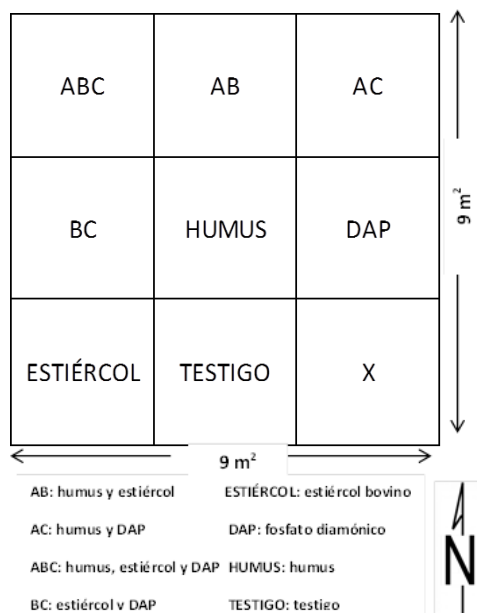 ABC AB AC
BC HUMUS DAP
9 m²
ESTIÉRCOL TESTIGO X
9 m²
AB: humus y estiércol ESTIÉRCOL: estiércol bovino
AC: humus y DAP DAP: fosfato diamónico
ABC: humus, estiércol y DAP HUMUS: humus
BC: estiércol y DAP TESTIGO: testigo
N